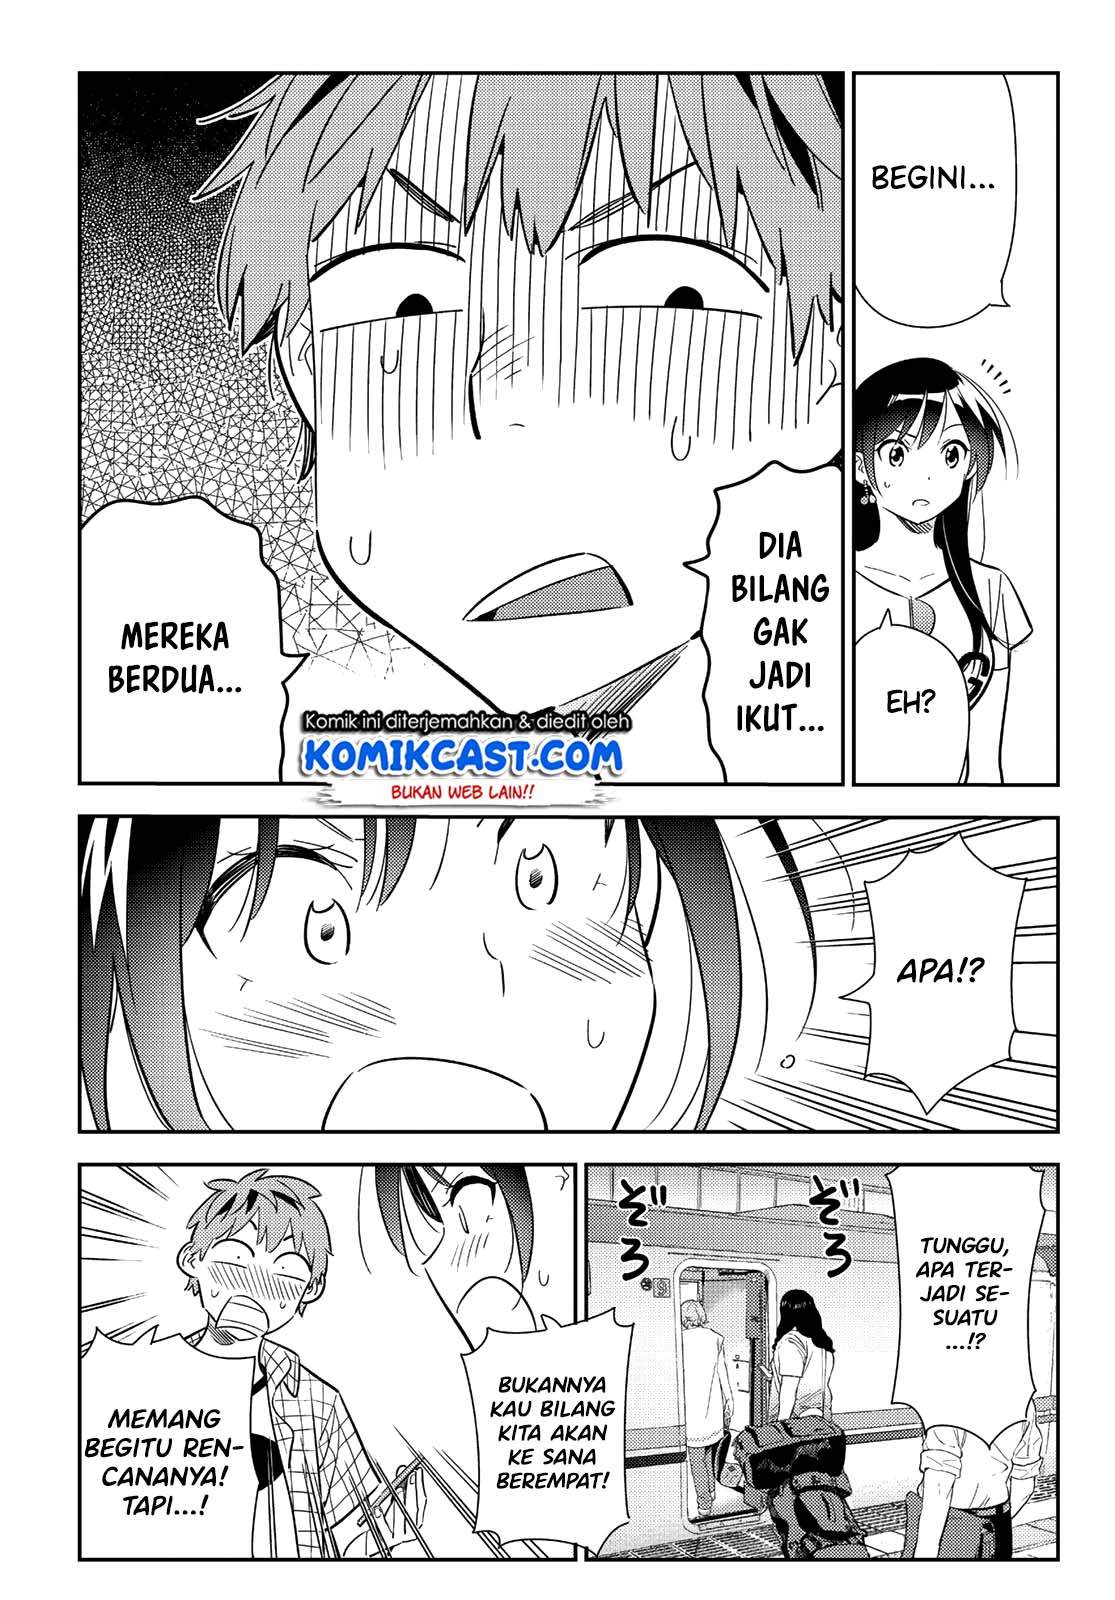 BEGINI...
EH?
DIA
BILANG
GAK
JADI
IKUT...
MEREKA
BERDUA...
Komik ini diterjemahkan & diedit oleh
KOMIKCAST.COM
BUKAN WEB LAIN!!
APA!?
TUNGGU,
APA TER-
JADI SE-
SUATU
...!?
ぞろ
ぞろ
BUKANNYA
KAU BILANG
KITA AKAN
KE SANA
BEREMPAT!
MEMANG
BEGITU REN-
CANANYA!
TAPI...!